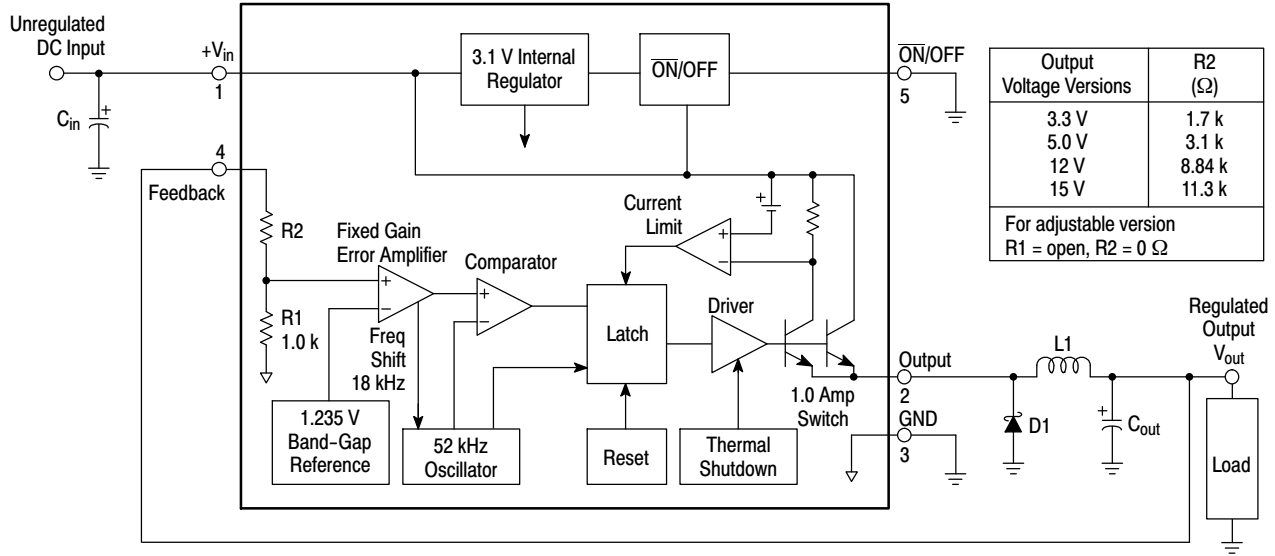 Unregulated
DC Input
+Vin
1
Cin
4
Feedback
3.1 V Internal
Regulator
O̅N̅/OFF
O̅N̅/OFF
5
Output
Voltage Versions
R2
(Ω)
3.3 V
1.7 k
5.0 V
3.1 k
12 V
8.84 k
15 V
11.3 k
For adjustable version
R1 = open, R2 = 0 Ω
R2
Fixed Gain
Error Amplifier
Comparator
Current
Limit
R1
1.0 k
Freq
Shift
18 kHz
Latch
Driver
1.0 Amp
Switch
Output
2
GND
3
L1
D1
Cout
Regulated
Output
Vout
Load
1.235 V
Band-Gap
Reference
52 kHz
Oscillator
Reset
Thermal
Shutdown